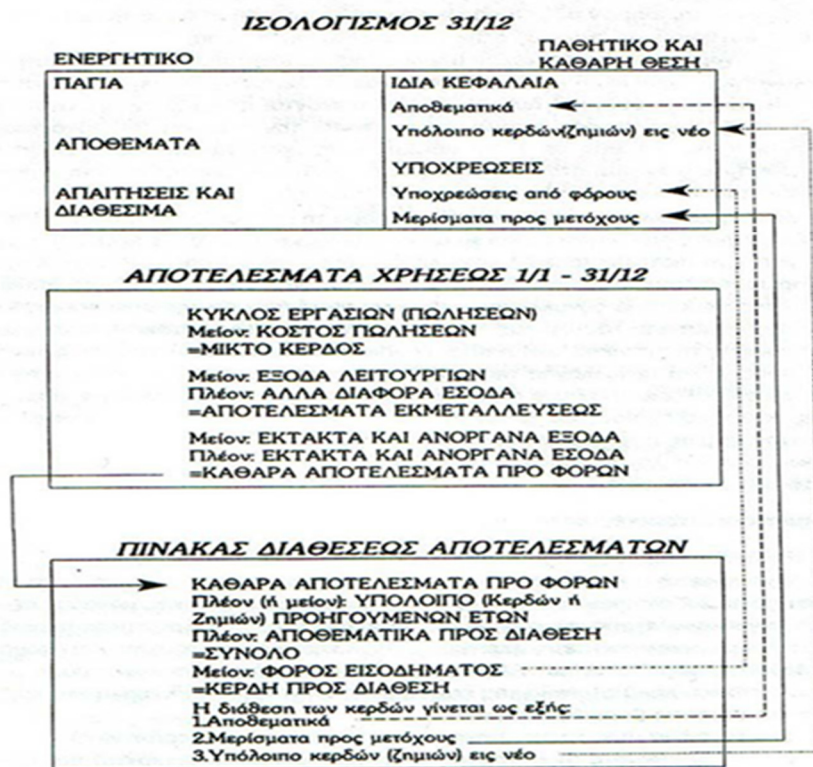 ΙΣΟΛΟΓΙΣΜΟΣ 31/12
ΕΝΕΡΓΗΤΙΚΟ
ΠΑΘΗΤΙΚΟ ΚΑΙ
ΚΑΘΑΡΗ ΘΕΣΗ
ΠΑΓΙΑ
ΑΠΟΘΕΜΑΤΑ
ΑΠΑΙΤΗΣΕΙΣ ΚΑΙ
ΔΙΑΘΕΣΙΜΑ
ΙΔΙΑ ΚΕΦΑΛΑΙΑ
Αποθεματικά
Υπόλοιπο κερδών(ζημιών) εις νέο
ΥΠΟΧΡΕΩΣΕΙΣ
Υποχρεώσεις από φόρους
Μερίσματα προς μετόχους
ΑΠΟΤΕΛΕΣΜΑΤΑ ΧΡΗΣΕΩΣ 1/1 - 31/12
ΚΥΚΛΟΣ ΕΡΓΑΣΙΩΝ (ΠΩΛΗΣΕΩΝ)
Μείον: ΚΟΣΤΟΣ ΠΩΛΗΣΕΩΝ
=ΜΙΚΤΟ ΚΕΡΔΟΣ
Μείον: ΕΞΟΔΑ ΛΕΙΤΟΥΡΓΙΩΝ
Πλέον: ΑΛΛΑ ΔΙΑΦΟΡΑ ΕΣΟΔΑ
=ΑΠΟΤΕΛΕΣΜΑΤΑ ΕΚΜΕΤΑΛΛΕΥΣΕΩΣ
Μείον: ΕΚΤΑΚΤΑ ΚΑΙ ΑΝΟΡΓΑΝΑ ΕΞΟΔΑ
Πλέον: ΕΚΤΑΚΤΑ ΚΑΙ ΑΝΟΡΓΑΝΑ ΕΣΟΔΑ
=ΚΑΘΑΡΑ ΑΠΟΤΕΛΕΣΜΑΤΑ ΠΡΟ ΦΟΡΩΝ
ΠΙΝΑΚΑΣ ΔΙΑΘΕΣΕΩΣ ΑΠΟΤΕΛΕΣΜΑΤΩΝ
ΚΑΘΑΡΑ ΑΠΟΤΕΛΕΣΜΑΤΑ ΠΡΟ ΦΟΡΩΝ
Πλέον (ή μείον): ΥΠΟΛΟΙΠΟ (Κερδών ή
Ζημιών) ΠΡΟΗΓΟΥΜΕΝΩΝ ΕΤΩΝ
Πλέον: ΑΠΟΘΕΜΑΤΙΚΑ ΠΡΟΣ ΔΙΑΘΕΣΗ
=ΣΥΝΟΛΟ
Μείον: ΦΟΡΟΣ ΕΙΣΟΔΗΜΑΤΟΣ
=ΚΕΡΔΗ ΠΡΟΣ ΔΙΑΘΕΣΗ
Η διάθεση των κερδών γίνεται ως εξής:
1.Αποθεματικά
2.Μερίσματα προς μετόχους
3.Υπόλοιπο κερδών (ζημιών) εις νέο